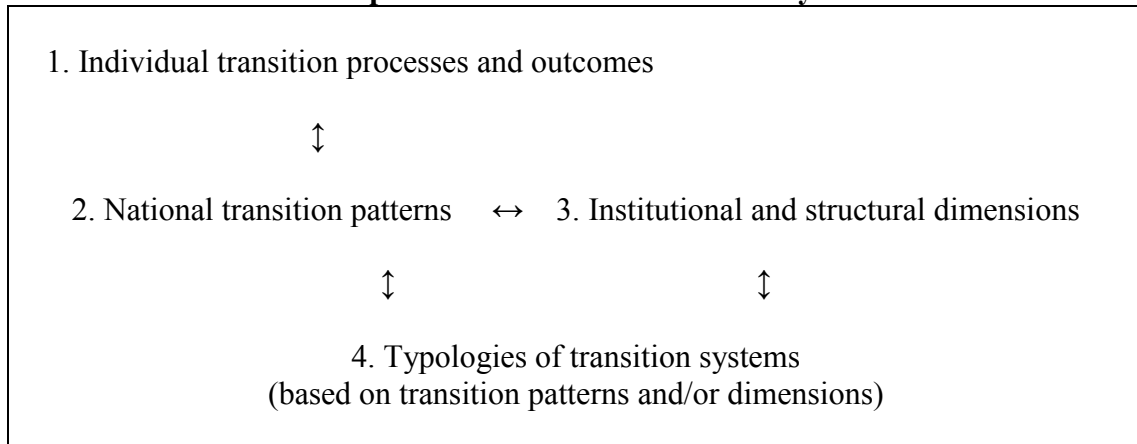 1. Individual transition processes and outcomes
↕
2. National transition patterns ↔ 3. Institutional and structural dimensions
↕ ↕
4. Typologies of transition systems
(based on transition patterns and/or dimensions)